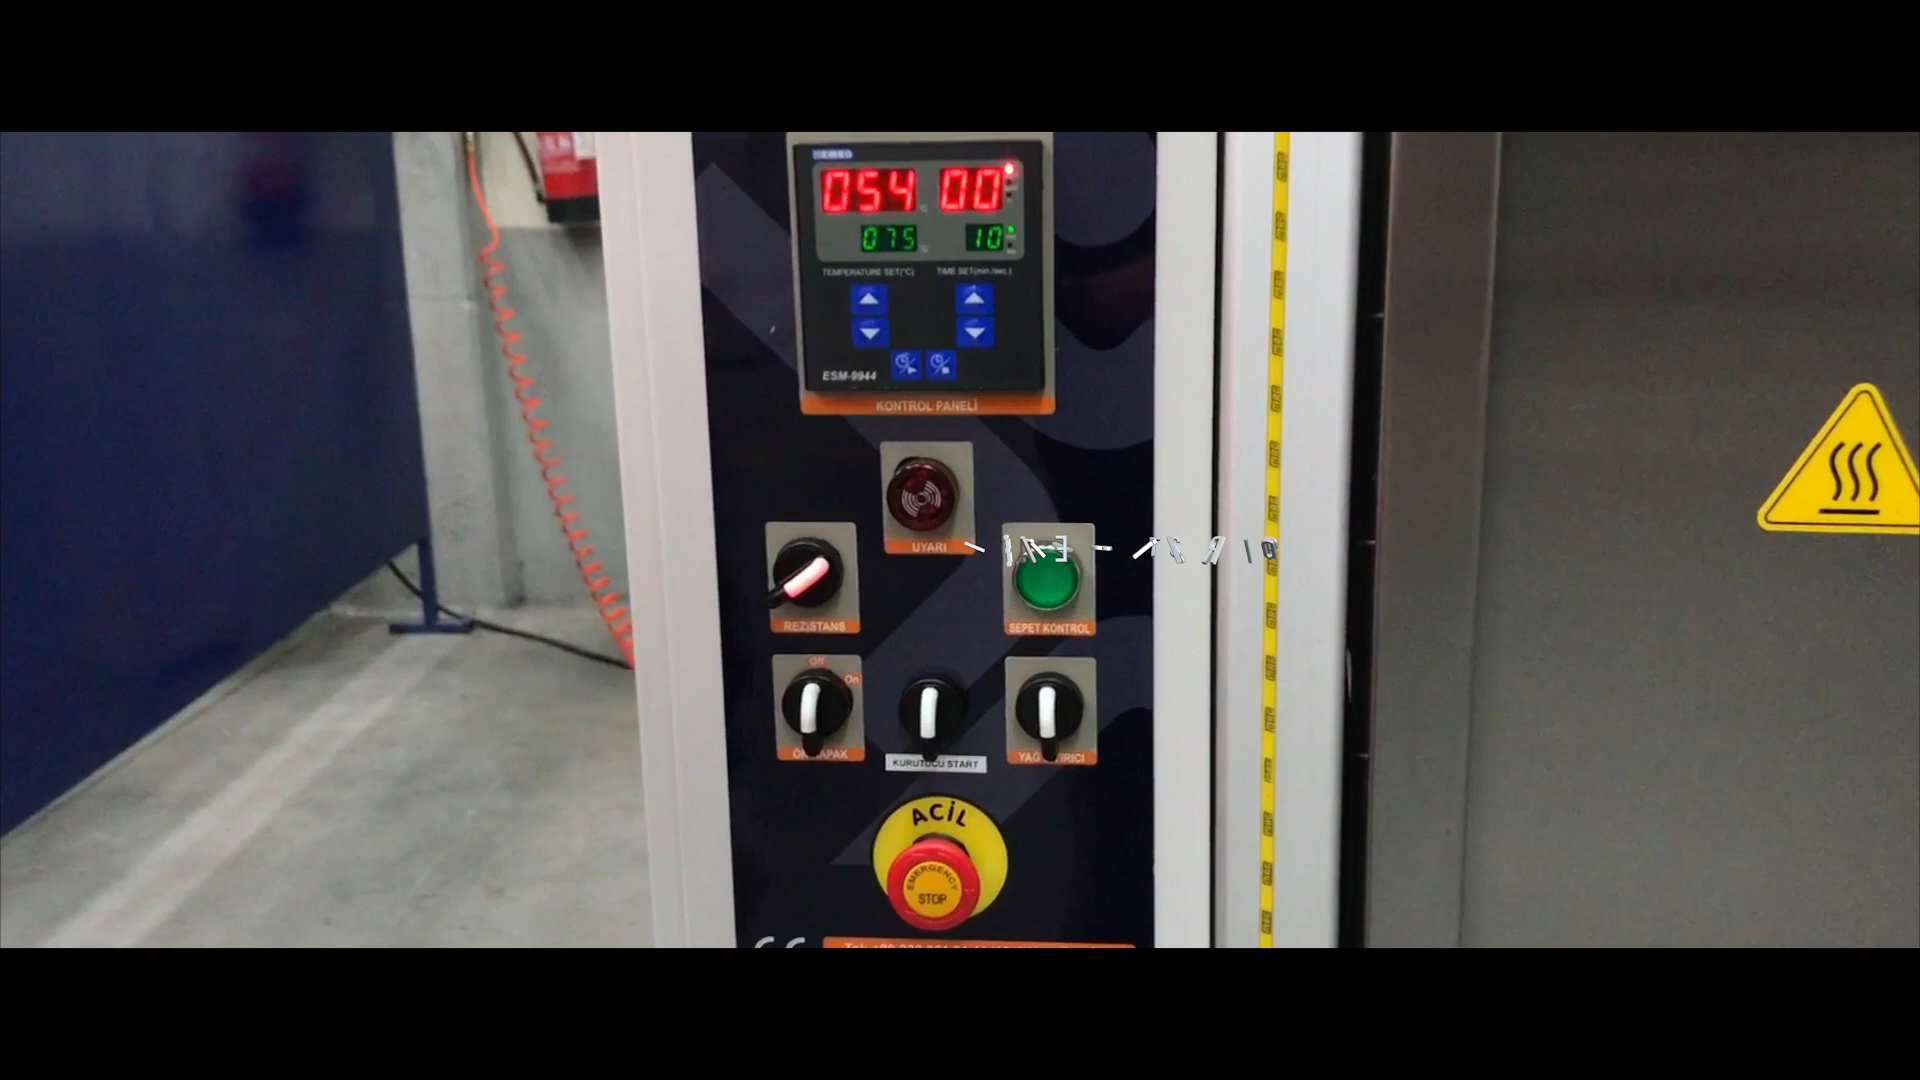 EMKO
054 00
075 10
TEMPERATURE SET(°C) TIME SET(min./sec.)
ESM-9944
KONTROL PANELİ
UYARI
REZİSTANS
SEPET KONTROL
Off
On
KURUTUCU START
ACİL
EMERGENCY
STOP